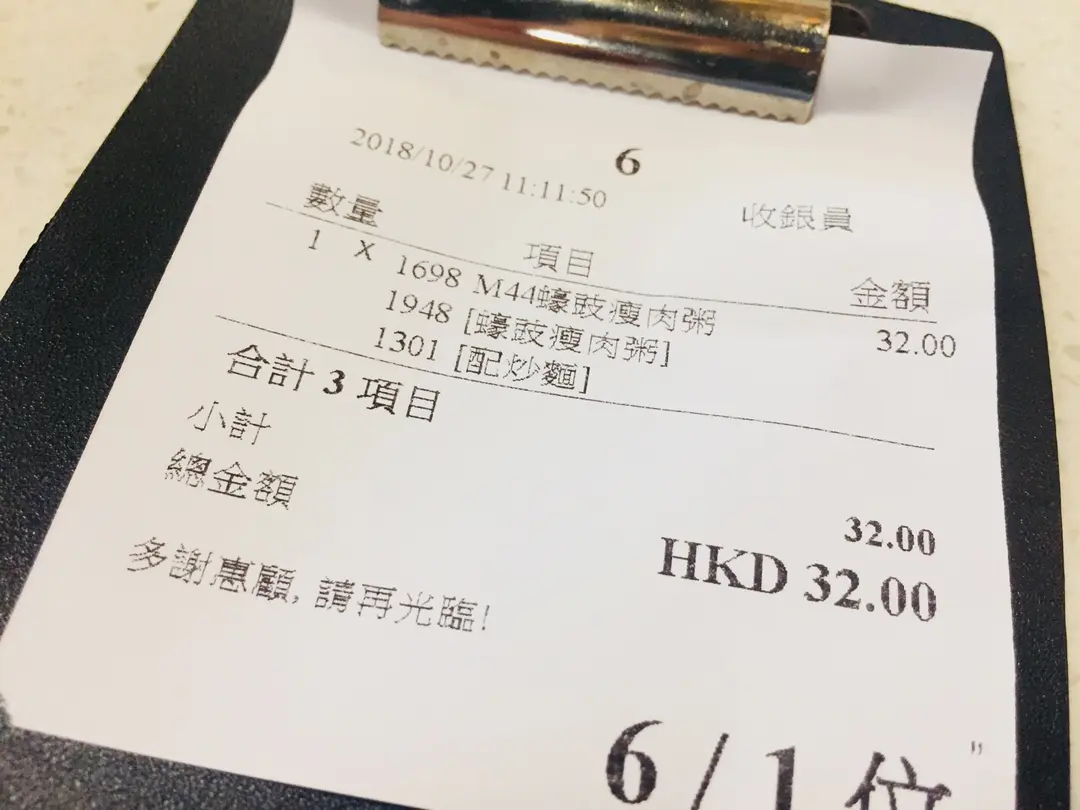 6
2018/10/27 11:11:50
收銀員
數量 項目 金額
1 X 1698 M44蠔豉瘦肉粥 32.00
1948 [蠔豉瘦肉粥]
1301 [配炒麵]
合計 3 項目
小計 32.00
總金額 HKD 32.00
多謝惠顧, 請再光臨!
6 / 1 位"